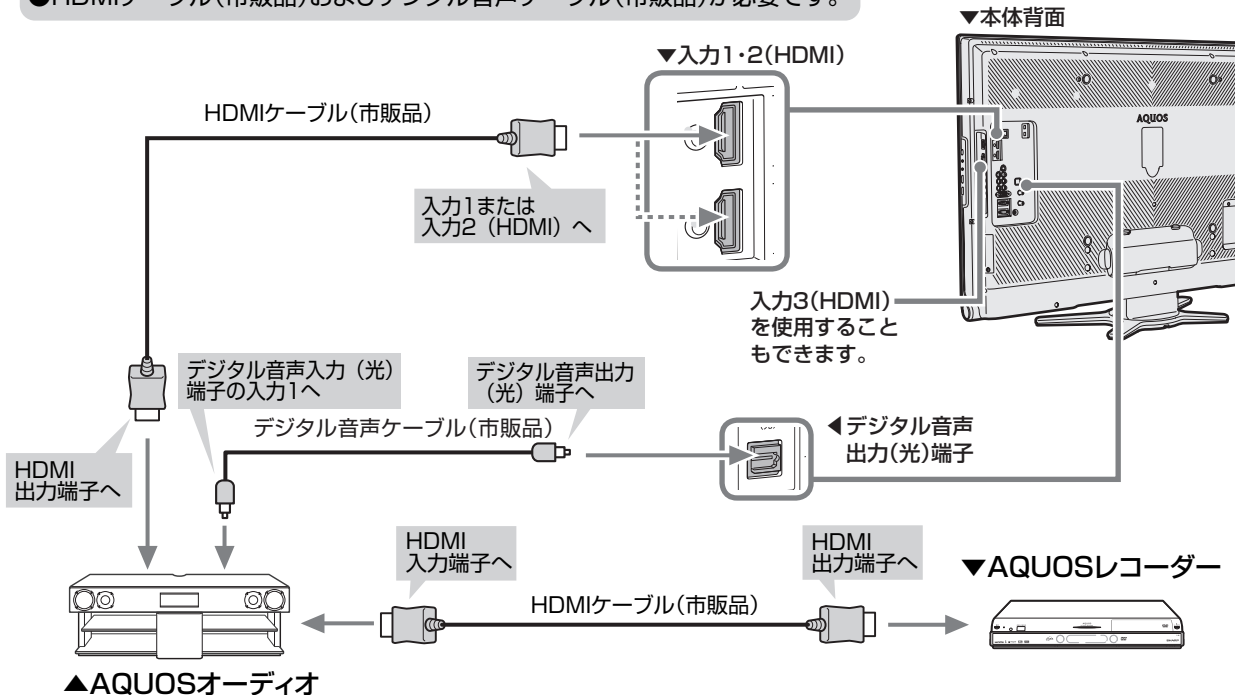 ●HDMIケーブル（市販品）およびデジタル音声ケーブル（市販品）が必要です。
▼本体背面
▼入力1・2（HDMI）
HDMIケーブル（市販品）
AQUOS
入力1または
入力2（HDMI）へ
入力3（HDMI）
を使用すること
もできます。
デジタル音声入力（光）
端子の入力1へ
デジタル音声出力
（光）端子へ
デジタル音声ケーブル（市販品）
◀デジタル音声
出力（光）端子
HDMI
出力端子へ
HDMI
入力端子へ
HDMI
出力端子へ
▼AQUOSレコーダー
HDMIケーブル（市販品）
▲AQUOSオーディオ